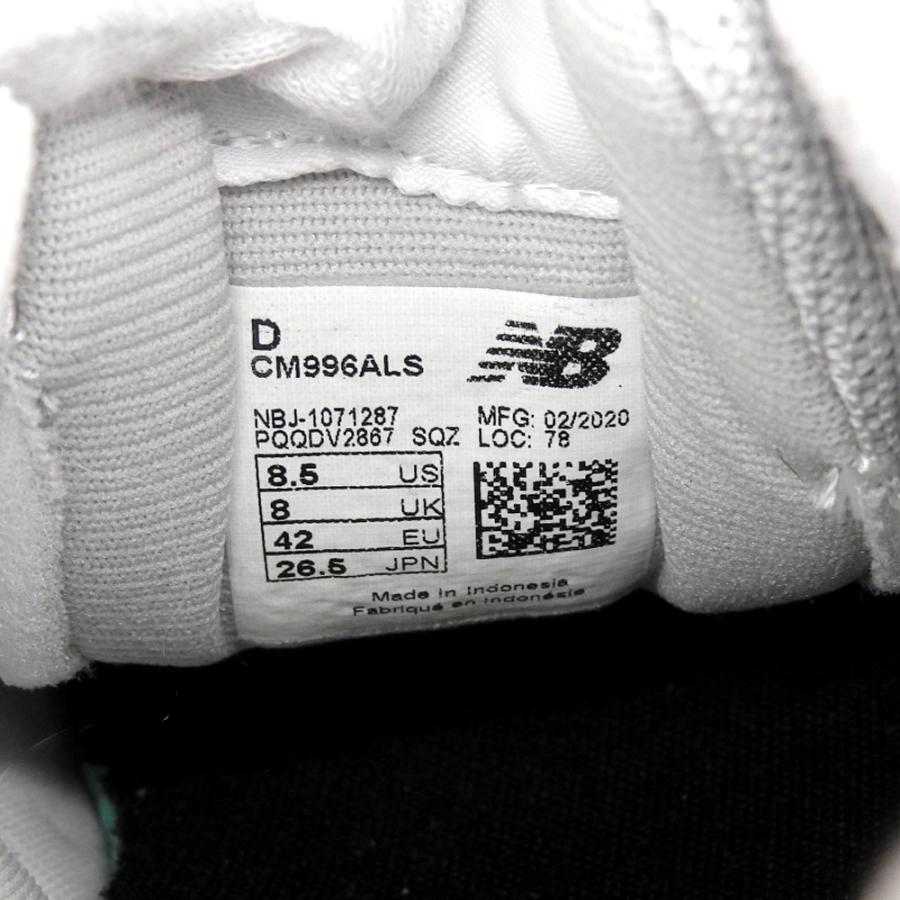 D
CM996ALS
NB
NBJ-1071287
PQQDV2867 SQZ
MFG: 02/2020
LOC: 78
8.5 US
8 UK
42 EU
26.5 JPN
Made in Indonesia
Fabriqué en Indonésie